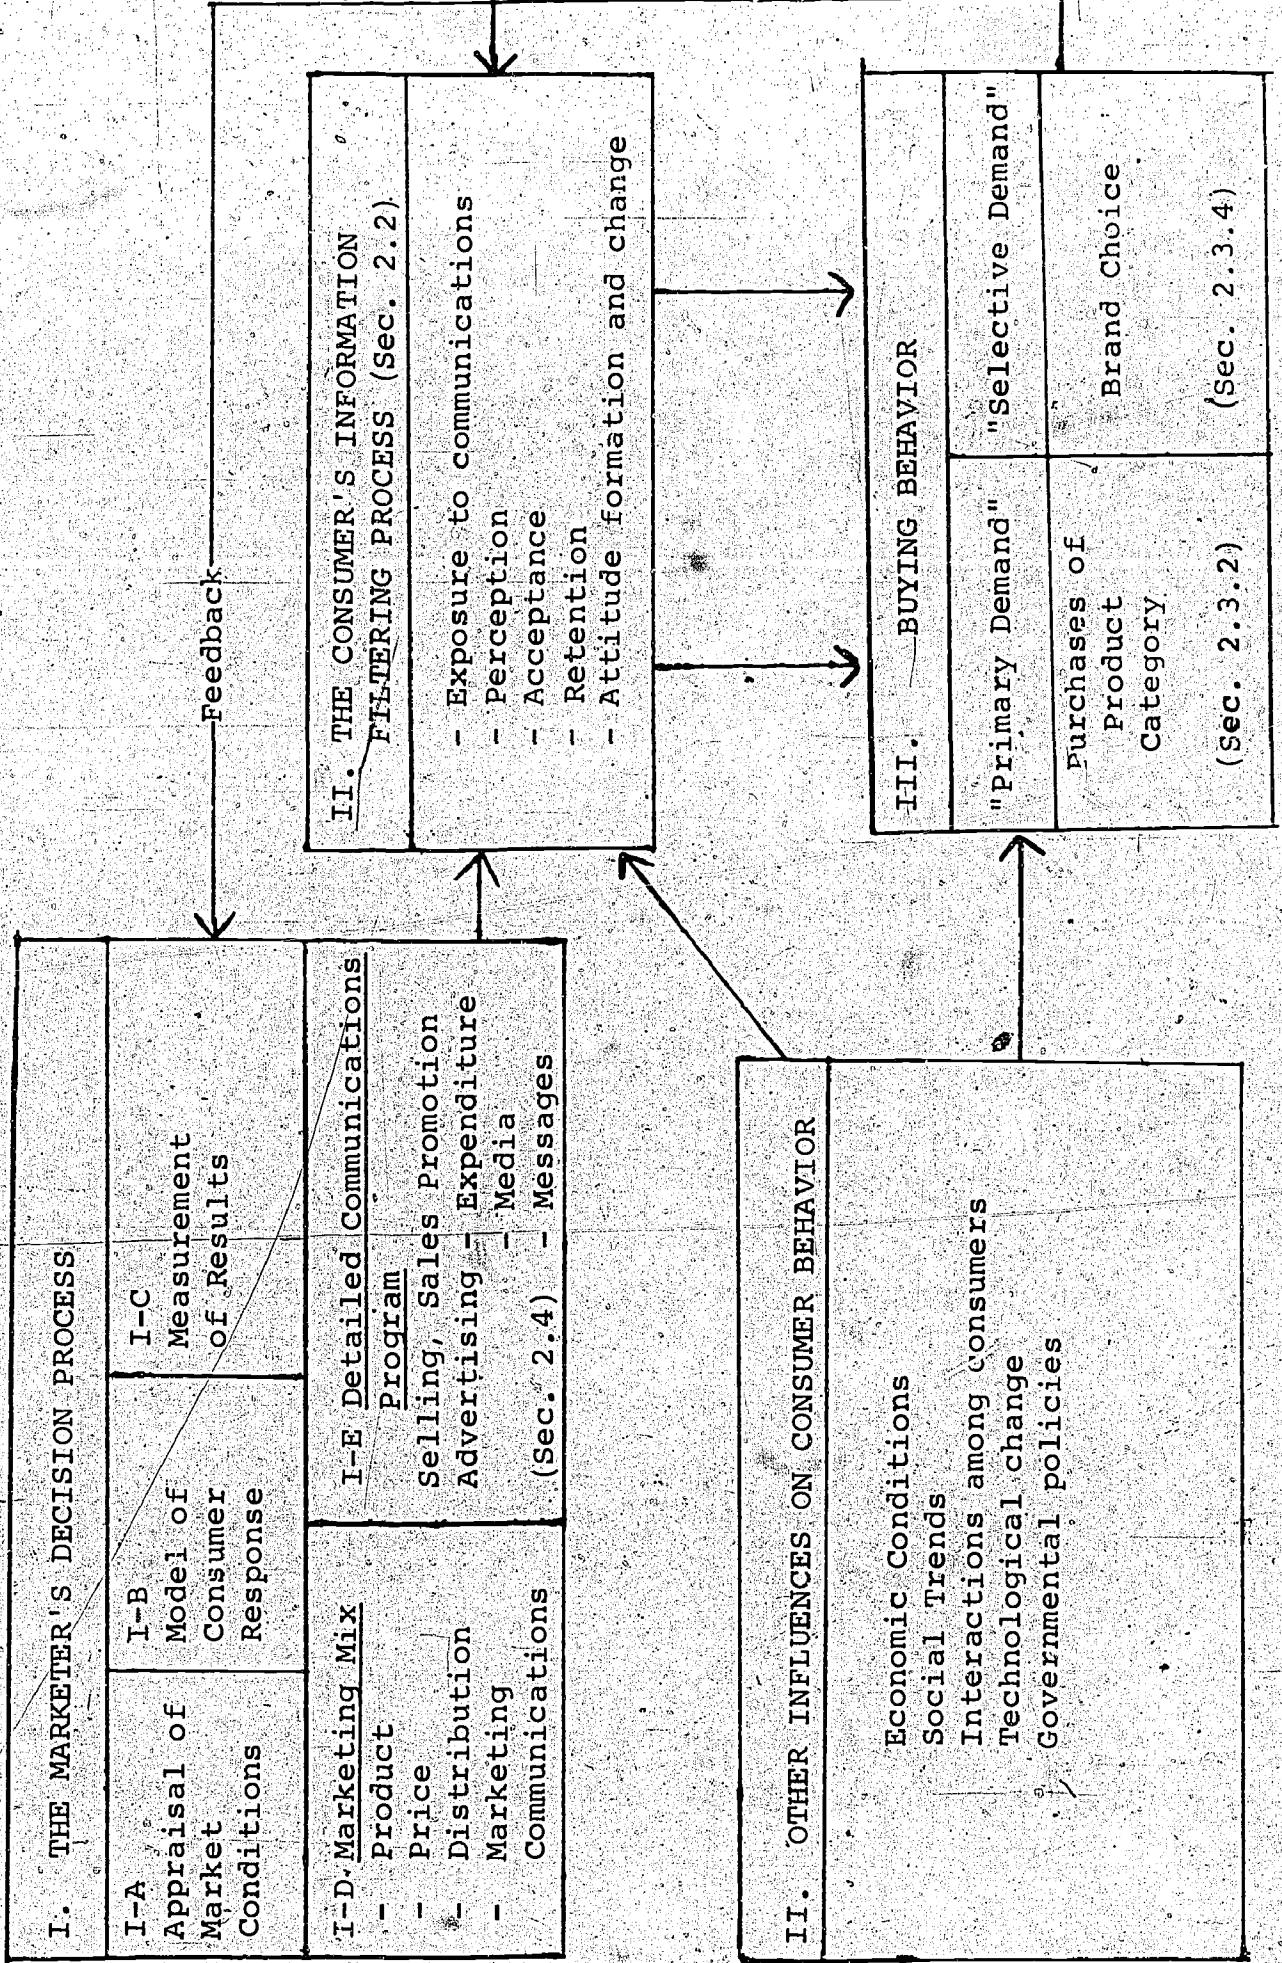 I. THE MARKETER'S DECISION PROCESS
I-A
Appraisal of
Market
Conditions
I-B
Model of
Consumer
Response
I-C
Measurement
of Results
I-D Marketing Mix
- Product
- Price
- Distribution
- Marketing
Communications
I-E Detailed Communications
Program
Selling, Sales Promotion
Advertising - Expenditure
- Media
(Sec. 2.4) - Messages
Feedback
II. THE CONSUMER'S INFORMATION
FILTERING PROCESS (Sec. 2.2)
- Exposure to communications
- Perception
- Acceptance
- Retention
- Attitude formation and change
II. OTHER INFLUENCES ON CONSUMER BEHAVIOR
Economic Conditions
Social Trends
Interactions among consumers
Technological change
Governmental policies
III. BUYING BEHAVIOR
"Primary Demand"
Purchases of
Product
Category
(Sec. 2.3.2)
"Selective Demand"
Brand Choice
(Sec. 2.3.4)